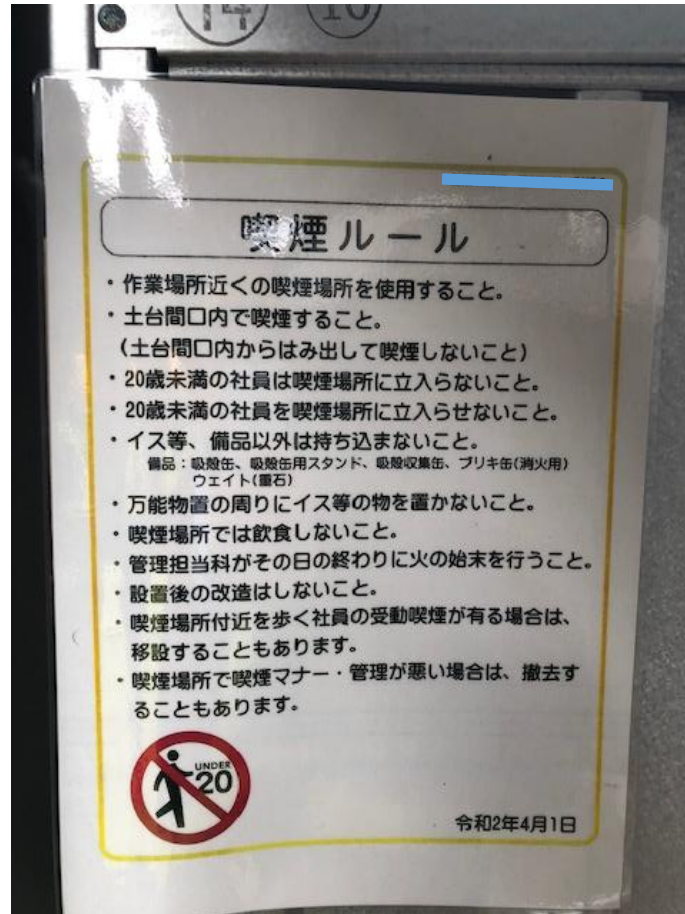 14 16
喫煙ルール
・作業場所近くの喫煙場所を使用すること。
・土台間口内で喫煙すること。
(土台間口内からはみ出して喫煙しないこと)
・20歳未満の社員は喫煙場所に立入らないこと。
・20歳未満の社員を喫煙場所に立入らせないこと。
・イス等、備品以外は持ち込まないこと。
備品：吸殻缶、吸殻缶用スタンド、吸殻収集缶、ブリキ缶(消火用)
ウェイト(重石)
・万能物置の周りにイス等の物を置かないこと。
・喫煙場所では飲食しないこと。
・管理担当科がその日の終わりに火の始末を行うこと。
・設置後の改造はしないこと。
・喫煙場所付近を歩く社員の受動喫煙が有る場合は、
移設することもあります。
・喫煙場所で喫煙マナー・管理が悪い場合は、撤去す
ることもあります。
UNDER
20
令和2年4月1日